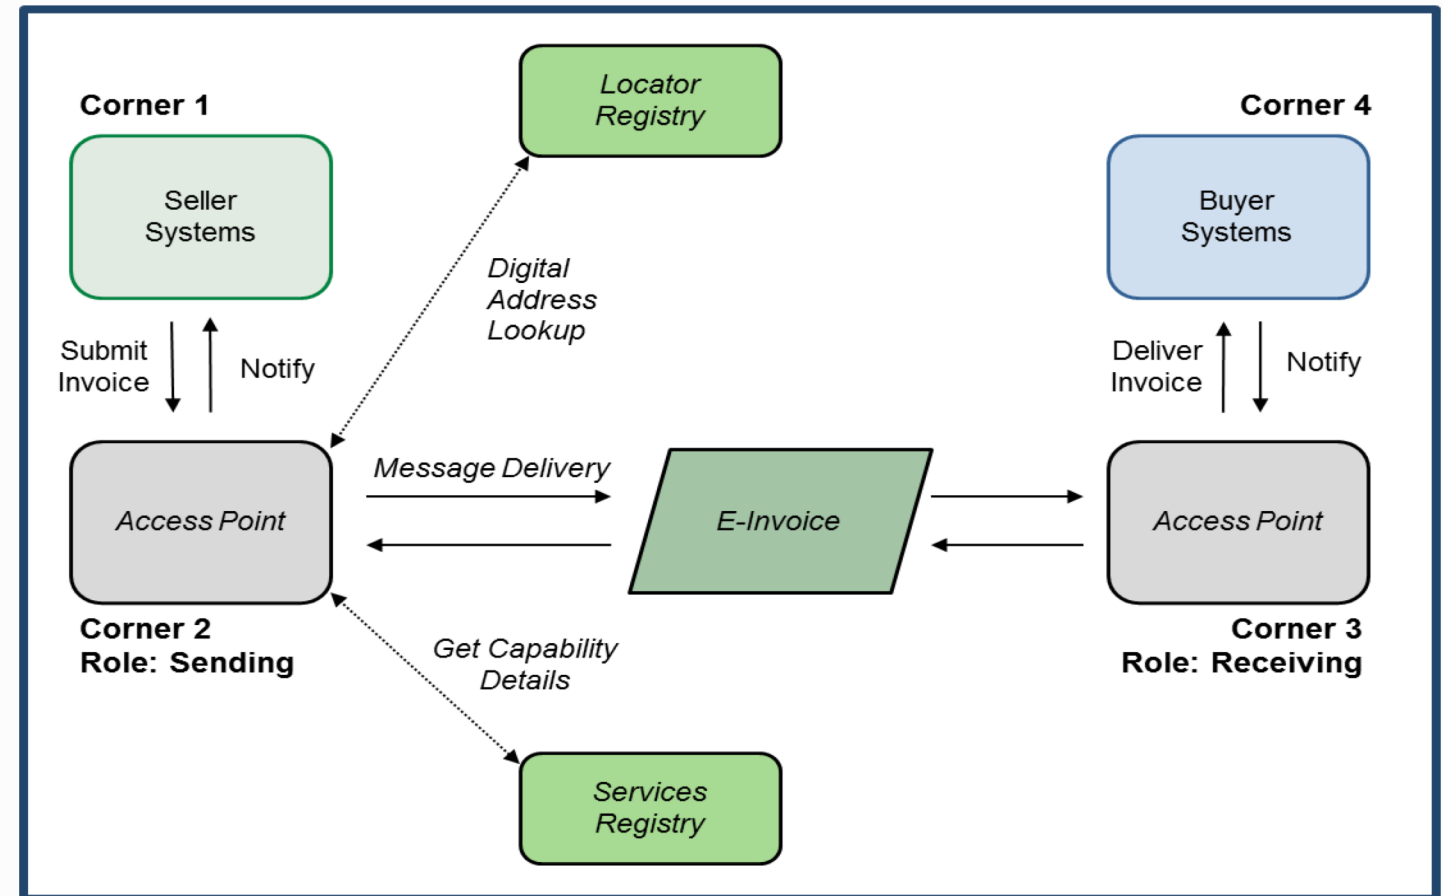 Corner 1
Seller
Systems
Submit
Invoice
Notify
Access Point
Corner 2
Role: Sending
Locator
Registry
Digital
Address
Lookup
Message Delivery
E-Invoice
Get Capability
Details
Services
Registry
Corner 4
Buyer
Systems
Deliver
Invoice
Notify
Access Point
Corner 3
Role: Receiving